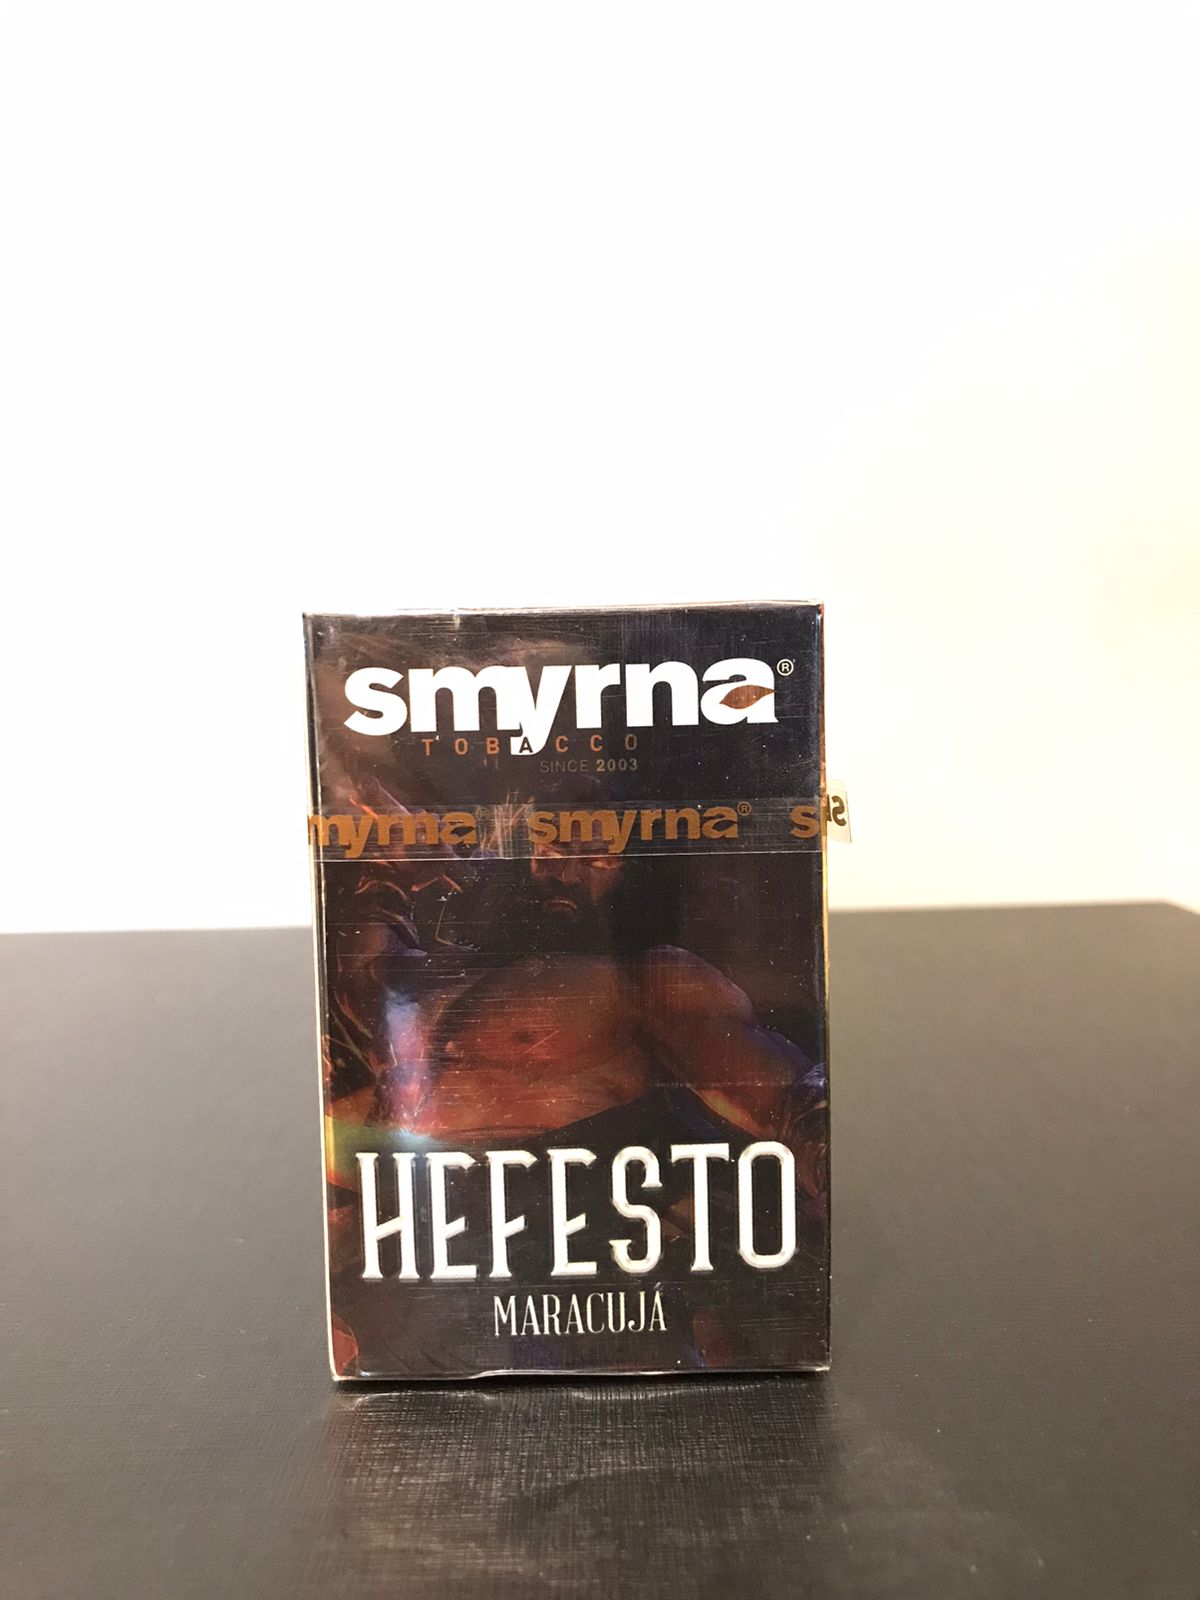 smyrna®
TOBACCO
SINCE 2003
myrna® smyrna® s
HEFESTO
MARACUJÁ